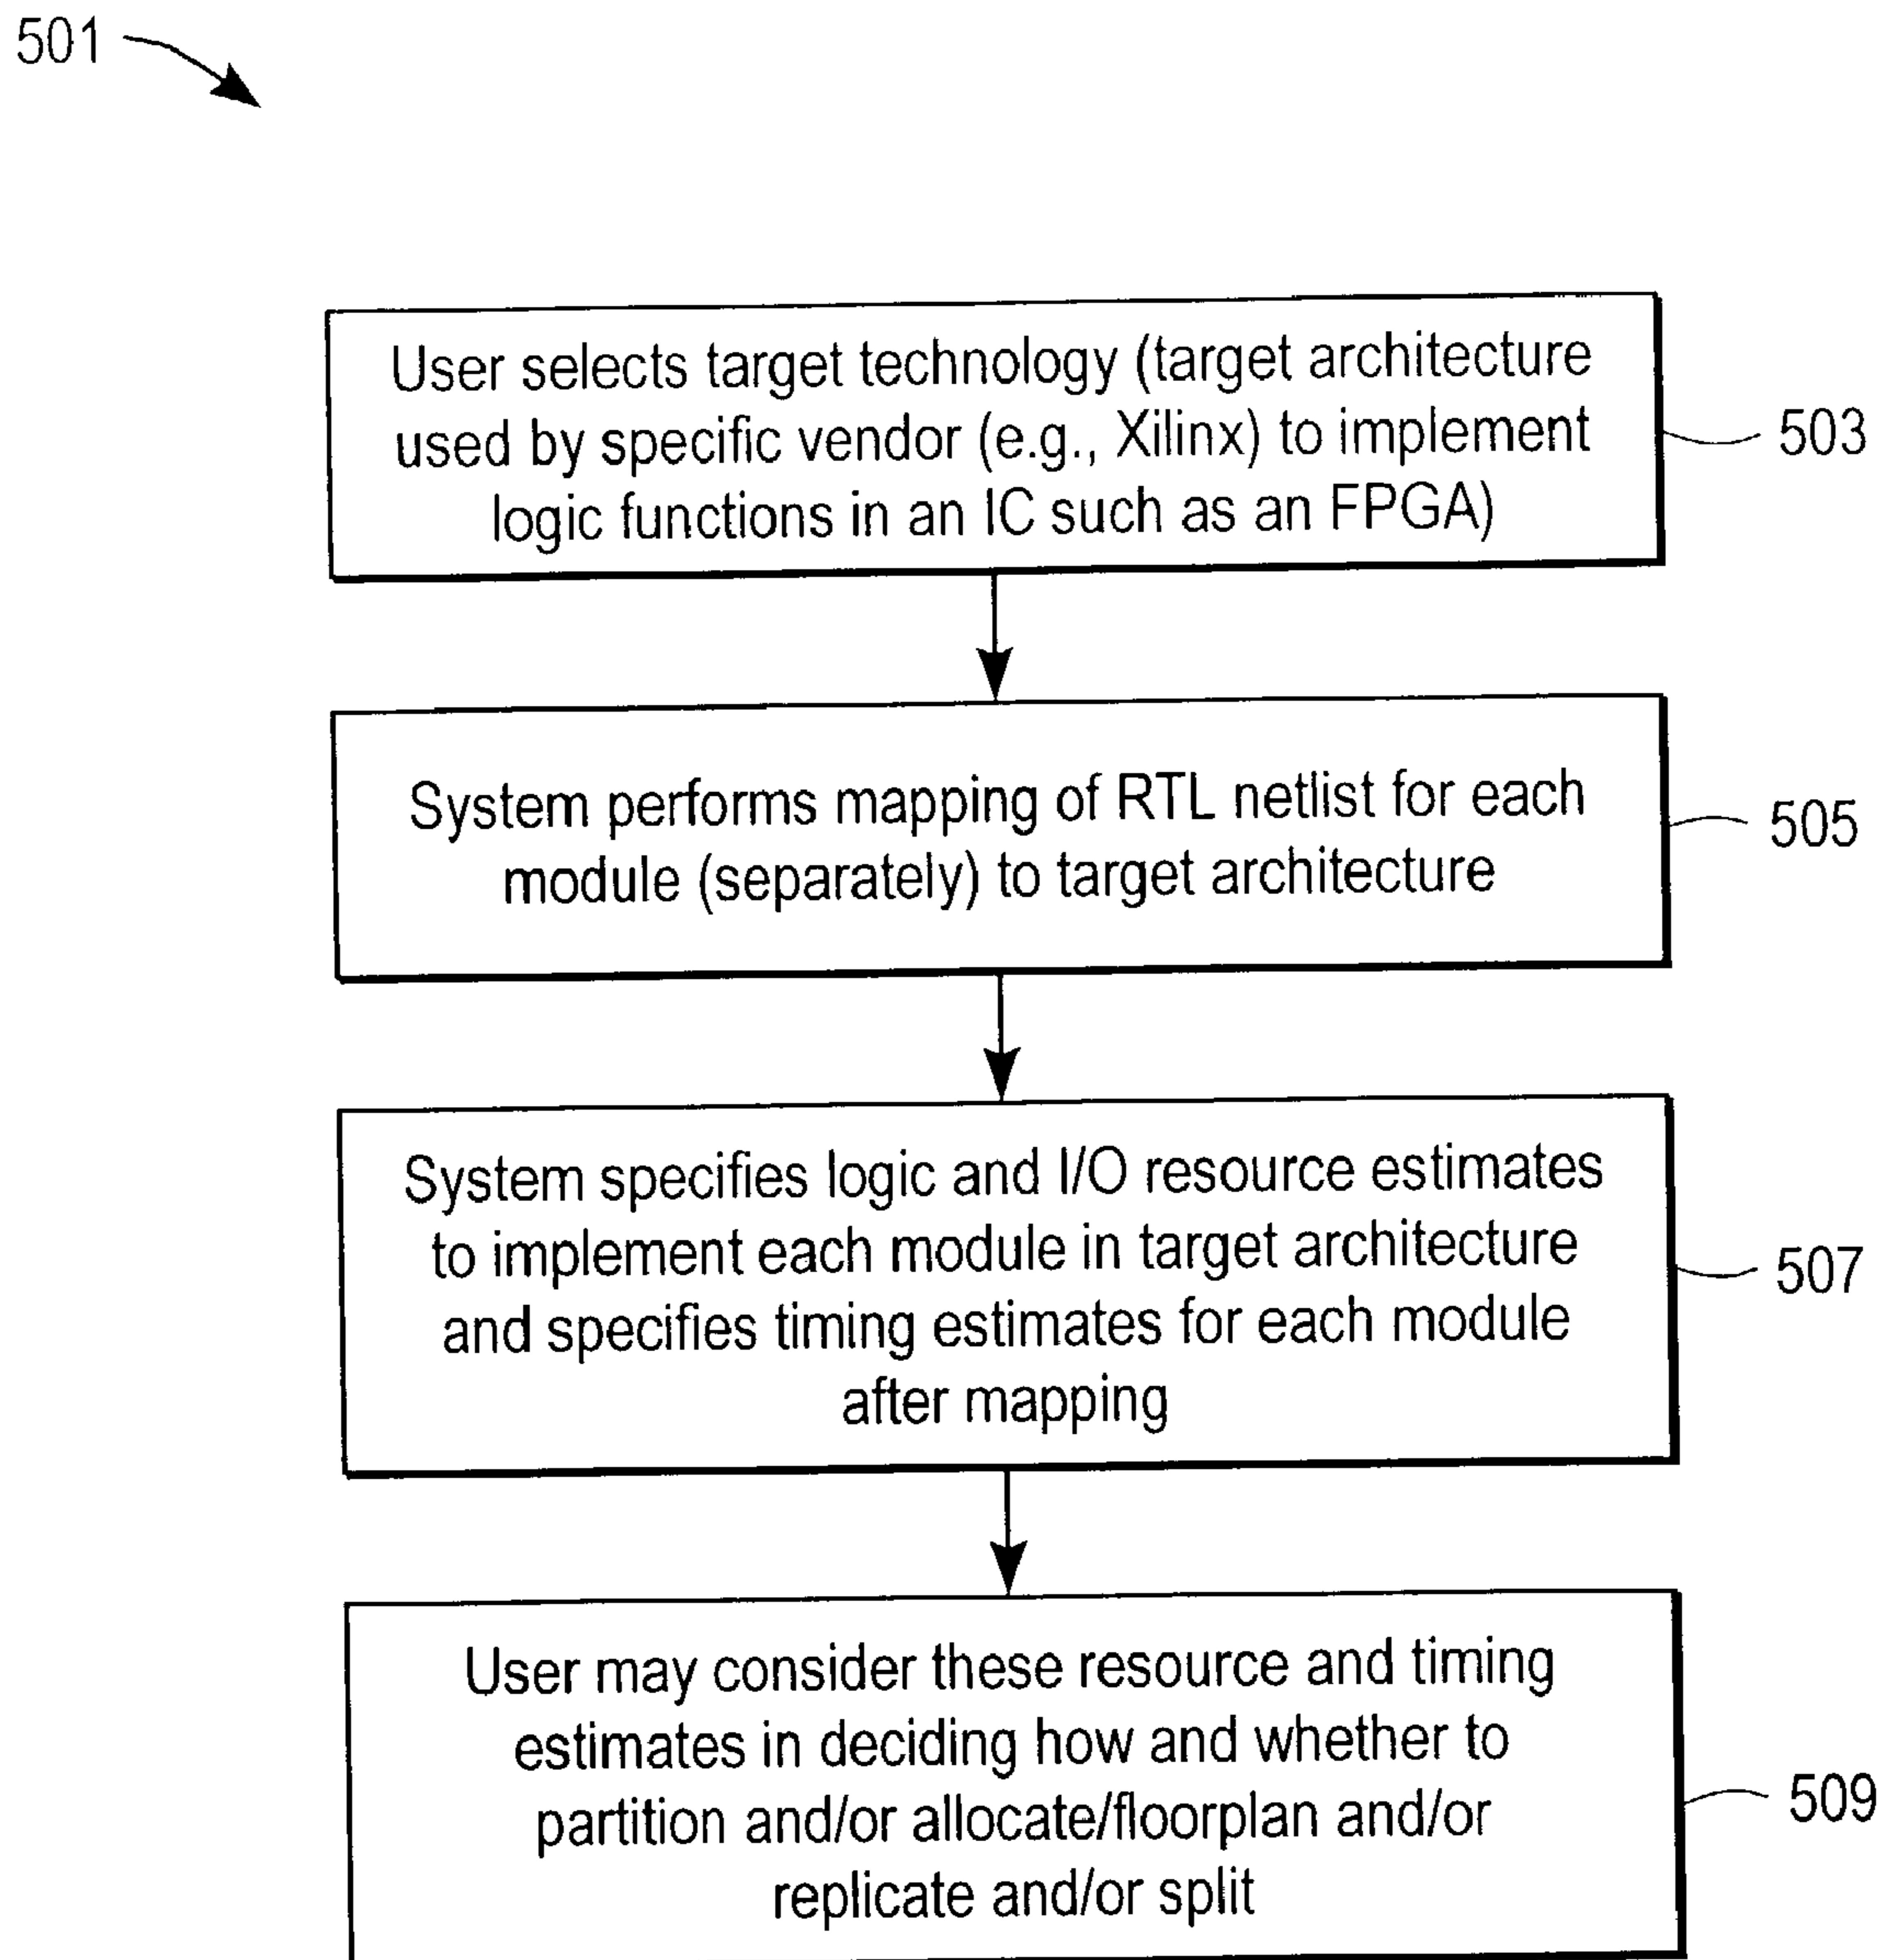 501
User selects target technology (target architecture
used by specific vendor (e.g., Xilinx) to implement
logic functions in an IC such as an FPGA)
503
System performs mapping of RTL netlist for each
module (separately) to target architecture
505
System specifies logic and I/O resource estimates
to implement each module in target architecture
and specifies timing estimates for each module
after mapping
507
User may consider these resource and timing
estimates in deciding how and whether to
partition and/or allocate/floorplan and/or
replicate and/or split
509